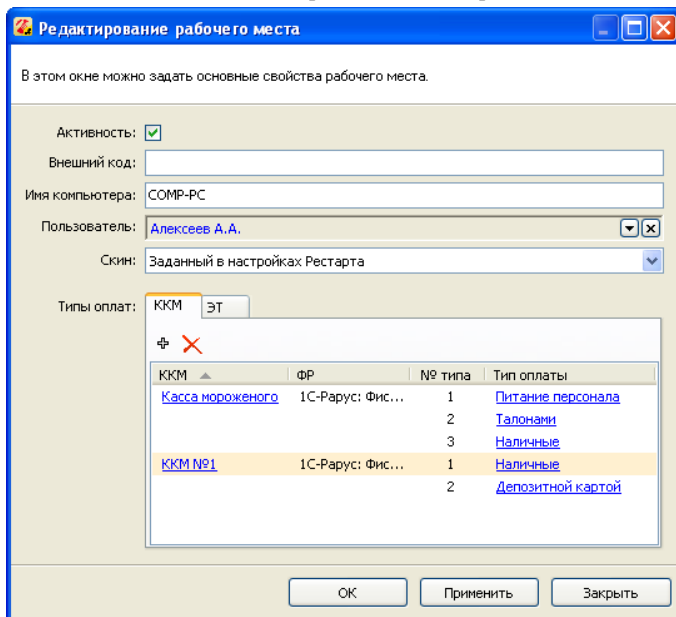 Редактирование рабочего места
В этом окне можно задать основные свойства рабочего места.
Активность:
Внешний код:
Имя компьютера: COMP-PC
Пользователь: Алексеев А.А.
Скин: Заданный в настройках Рестарта
Типы оплат: ККМ ЭТ
ККМ ФР № типа Тип оплаты
Касса мороженого 1С-Рарус: Фис... 1 Питание персонала
2 Талонами
3 Наличные
ККМ №1 1С-Рарус: Фис... 1 Наличные
2 Депозитной картой
ОК Применить Закрыть